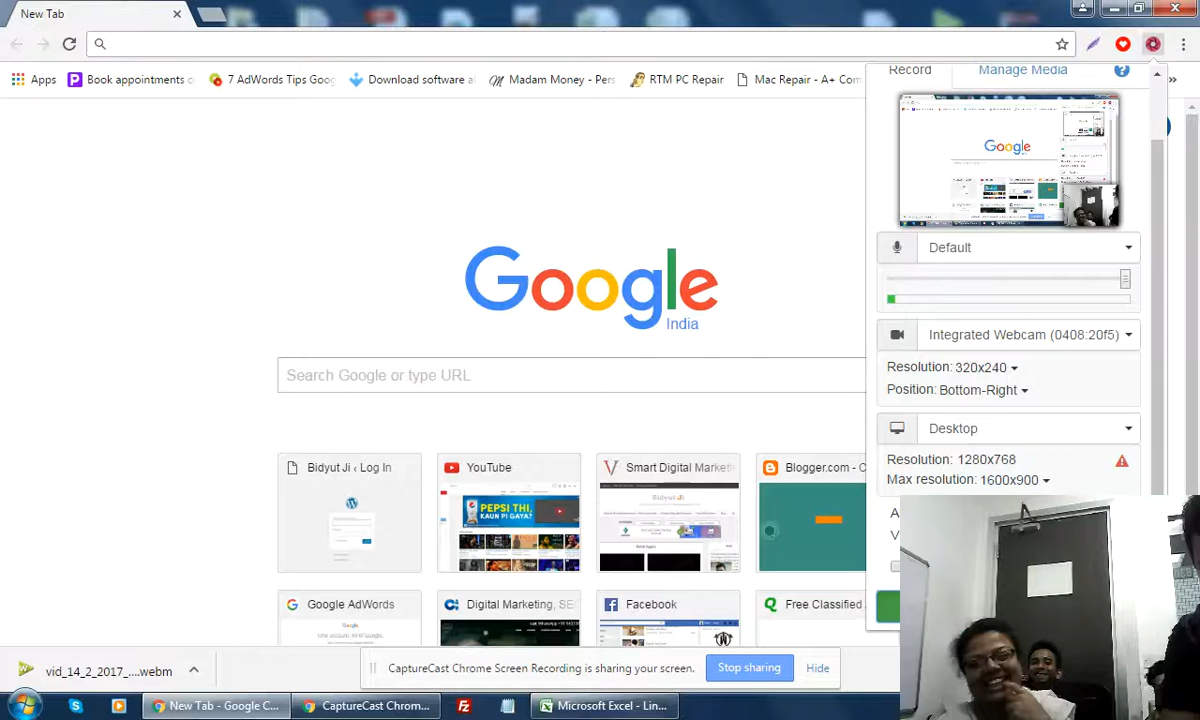 New Tab
Apps
Book appointments o
7 AdWords Tips Goog
Download software a
Madam Money - Pers
RTM PC Repair
Mac Repair - A+ Com
»
Record
Manage Media
?
Google
Default
Google
India
Integrated Webcam (0408:20f5)
Resolution: 320x240
Search Google or type URL
Position: Bottom-Right
Desktop
Resolution: 1280x768
Max resolution: 1600x900
Bidyut Ji ‹ Log In
YouTube
Smart Digital Marketi
Blogger.com - C
PEPSI THI,
KAUN PI GAYA?
Bidyut Ji
A
V
Google AdWords
Digital Marketing, SE
Facebook
Free Classified
Google
vid_14_2_2017_....webm
CaptureCast Chrome Screen Recording is sharing your screen.
Stop sharing
Hide
New Tab - Google C...
CaptureCast Chrom...
Microsoft Excel - Lin...